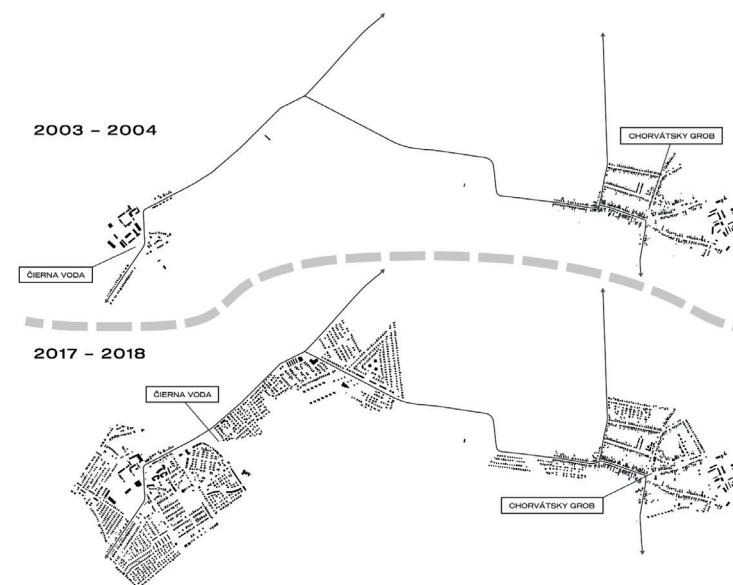 2003 – 2004
CHORVÁTSKY GROB
ČIERNA VODA
2017 – 2018
ČIERNA VODA
CHORVÁTSKY GROB